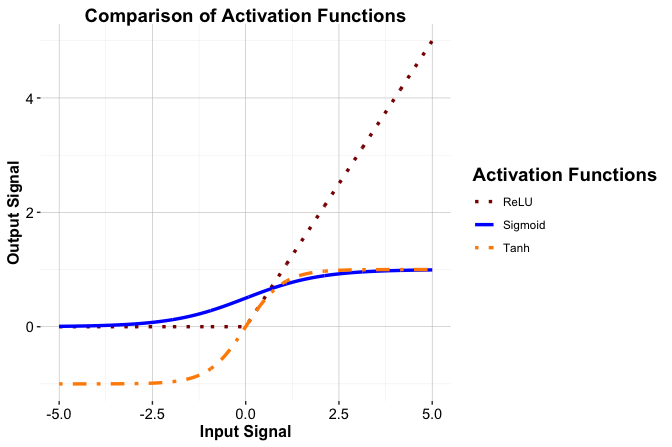 Comparison of Activation Functions
Output Signal
4
2
0
-5.0 -2.5 0.0 2.5 5.0
Input Signal
Activation Functions
ReLU
Sigmoid
Tanh